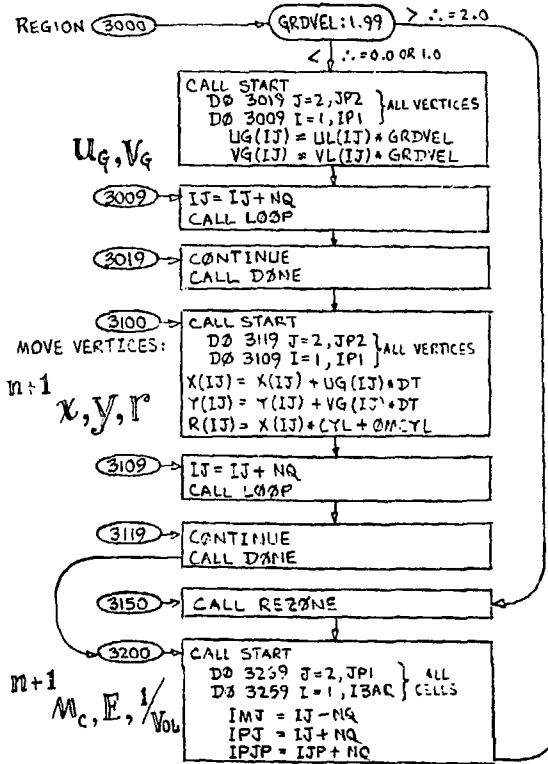 REGION 3000
GRDVEL:1.99
> ∴=2.0
< ∴=0.0 OR 1.0
CALL START
DØ 3019 J=2,JP2
DØ 3009 I=1,IP1
} ALL VERTICES
UG(IJ) = UL(IJ)*GRDVEL
VG(IJ) = VL(IJ)*GRDVEL
U_G, V_G
3009
IJ=IJ+NQ
CALL LØØP
3019
CØNTINUE
CALL DØNE
3100
MOVE VERTICES:
n+1 x, y, r
CALL START
DØ 3119 J=2,JP2
DØ 3109 I=1,IP1
} ALL VERTICES
X(IJ)= X(IJ)+UG(IJ)*DT
Y(IJ)= Y(IJ)+VG(IJ)*DT
R(IJ)= X(IJ)*CYL+ØMCYL
3109
IJ=IJ+NQ
CALL LØØP
3119
CØNTINUE
CALL DØNE
3150
CALL REZØNE
3200
n+1 M_C, E, 1/VOL
CALL START
DØ 3269 J=2,JP1
DØ 3259 I=1,IBAR
} ALL CELLS
IMJ = IJ-NQ
IPJ = IJ+NQ
IPJP = IJP+NQ